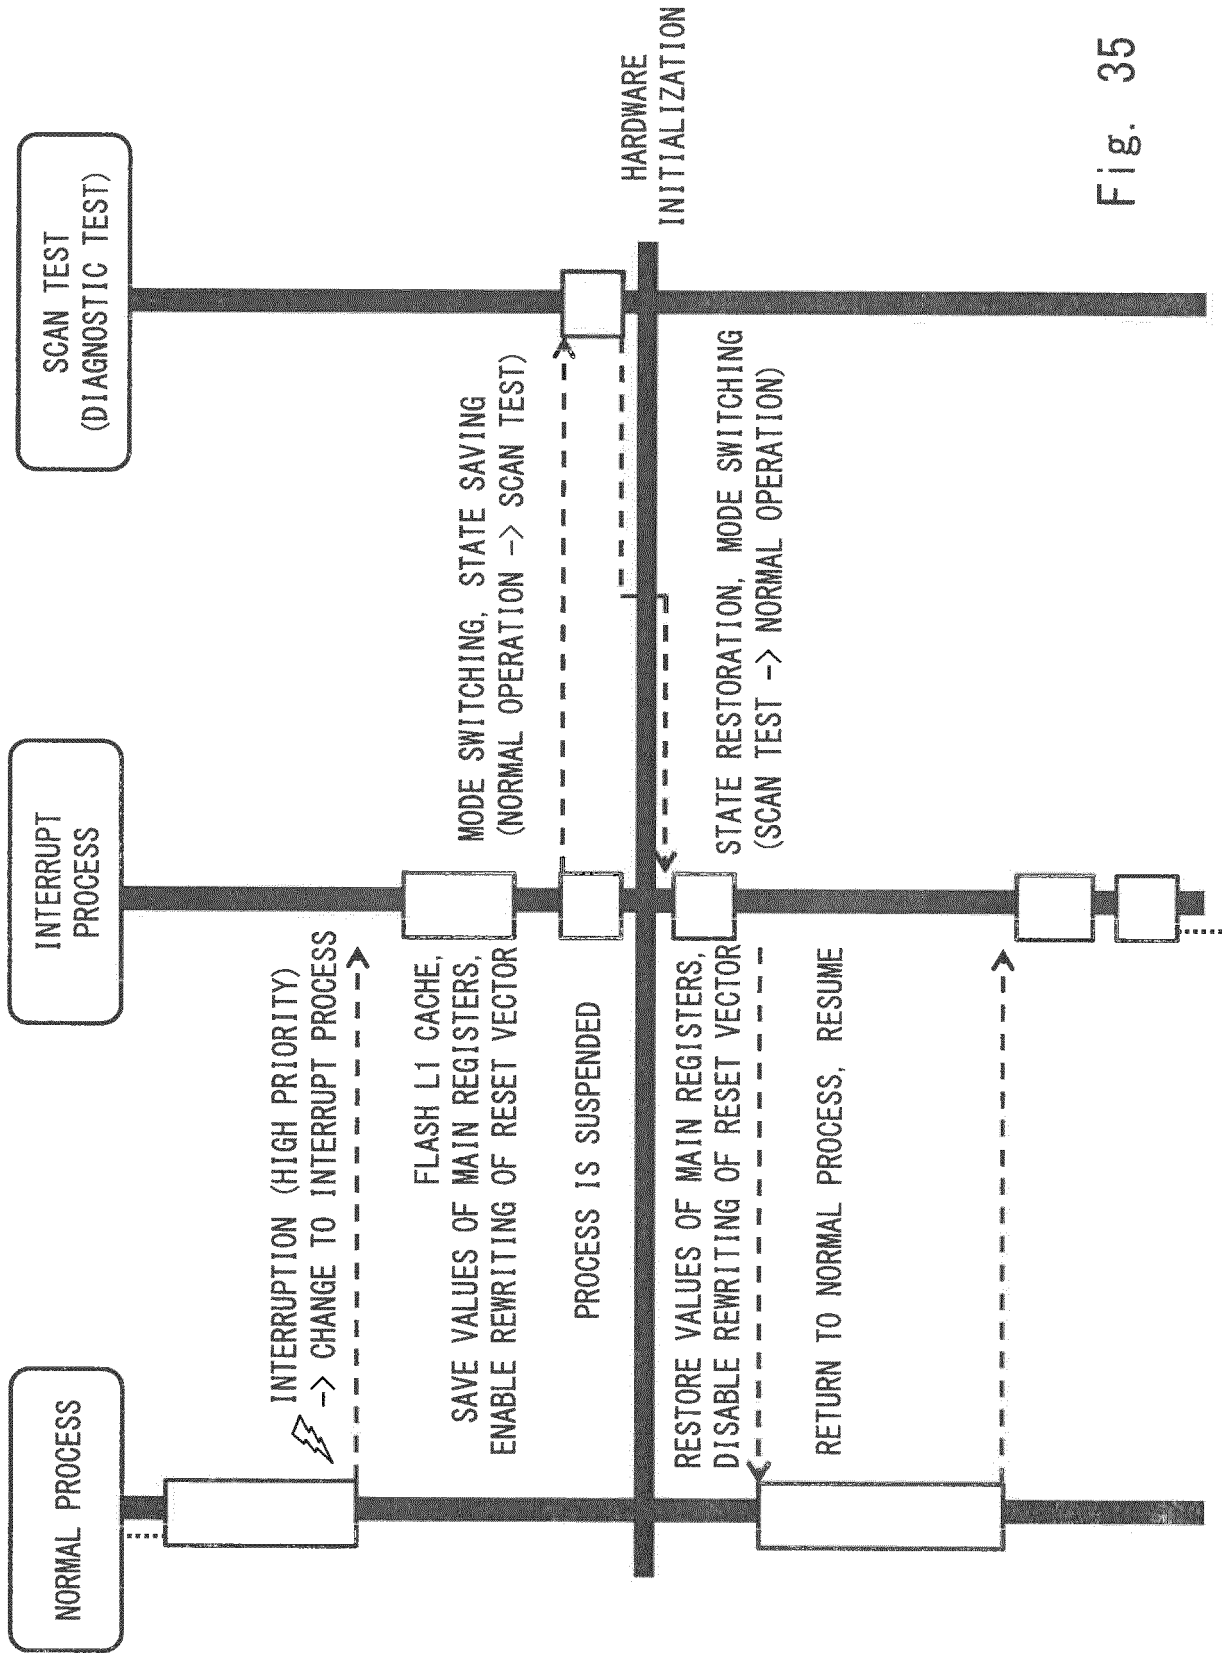 NORMAL PROCESS
INTERRUPT
PROCESS
SCAN TEST
(DIAGNOSTIC TEST)
INTERRUPTION (HIGH PRIORITY)
-> CHANGE TO INTERRUPT PROCESS
FLASH L1 CACHE,
SAVE VALUES OF MAIN REGISTERS,
ENABLE REWRITING OF RESET VECTOR
MODE SWITCHING, STATE SAVING
(NORMAL OPERATION -> SCAN TEST)
PROCESS IS SUSPENDED
HARDWARE
INITIALIZATION
RESTORE VALUES OF MAIN REGISTERS,
DISABLE REWRITING OF RESET VECTOR
STATE RESTORATION, MODE SWITCHING
(SCAN TEST -> NORMAL OPERATION)
RETURN TO NORMAL PROCESS, RESUME
Fig. 35